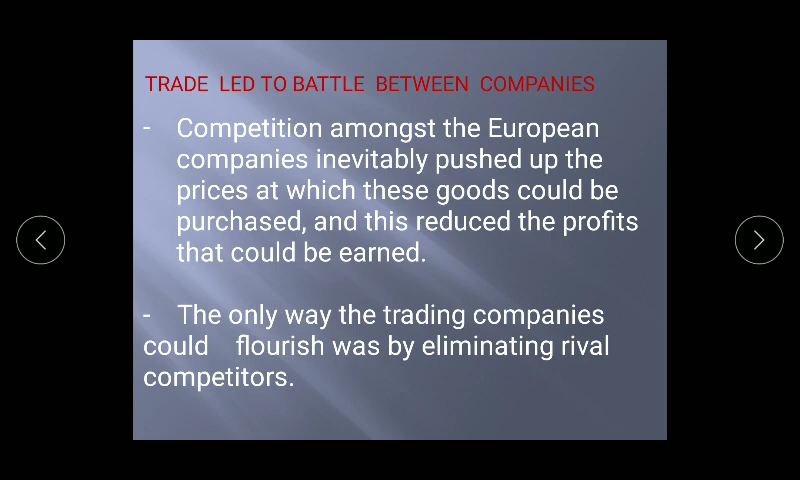 TRADE LED TO BATTLE BETWEEN COMPANIES
- Competition amongst the European
companies inevitably pushed up the
prices at which these goods could be
purchased, and this reduced the profits
that could be earned.
- The only way the trading companies
could flourish was by eliminating rival
competitors.